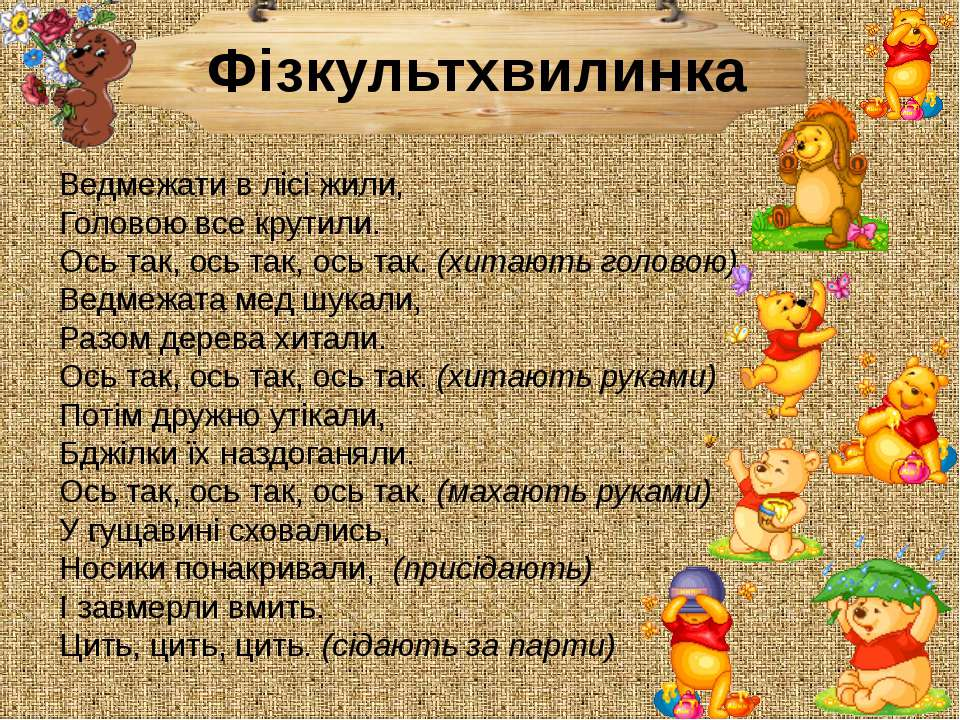 Фізкультхвилинка
Ведмежати в лісі жили,
Головою все крутили.
Ось так, ось так, ось так. (хитають головою)
Ведмежата мед шукали,
Разом дерева хитали.
Ось так, ось так, ось так. (хитають руками)
Потім дружно утікали,
Бджілки їх наздоганяли.
Ось так, ось так, ось так. (махають руками)
У гущавині сховались,
Носики понакривали, (присідають)
І завмерли вмить.
Цить, цить, цить. (сідають за парти)